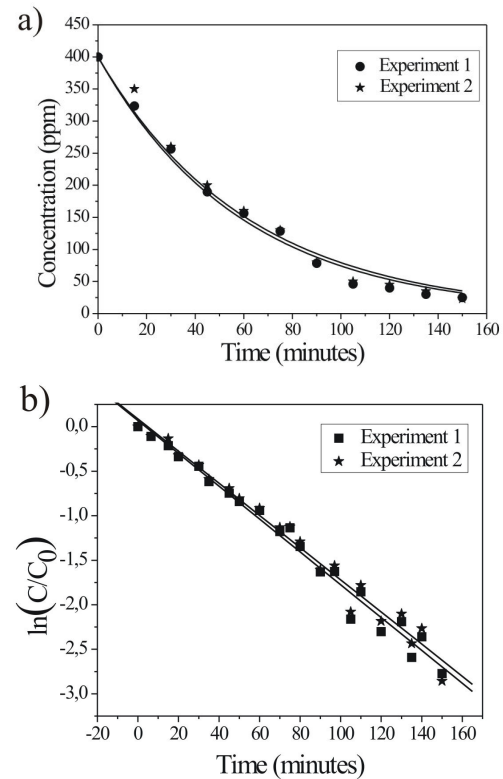 a)
450
400
350
300
250
200
150
100
50
0
Concentration (ppm)
Experiment 1
Experiment 2
0 20 40 60 80 100 120 140 160
Time (minutes)
b)
0,0
-0,5
-1,0
-1,5
-2,0
-2,5
-3,0
ln(C/C0)
Experiment 1
Experiment 2
-20 0 20 40 60 80 100 120 140 160
Time (minutes)